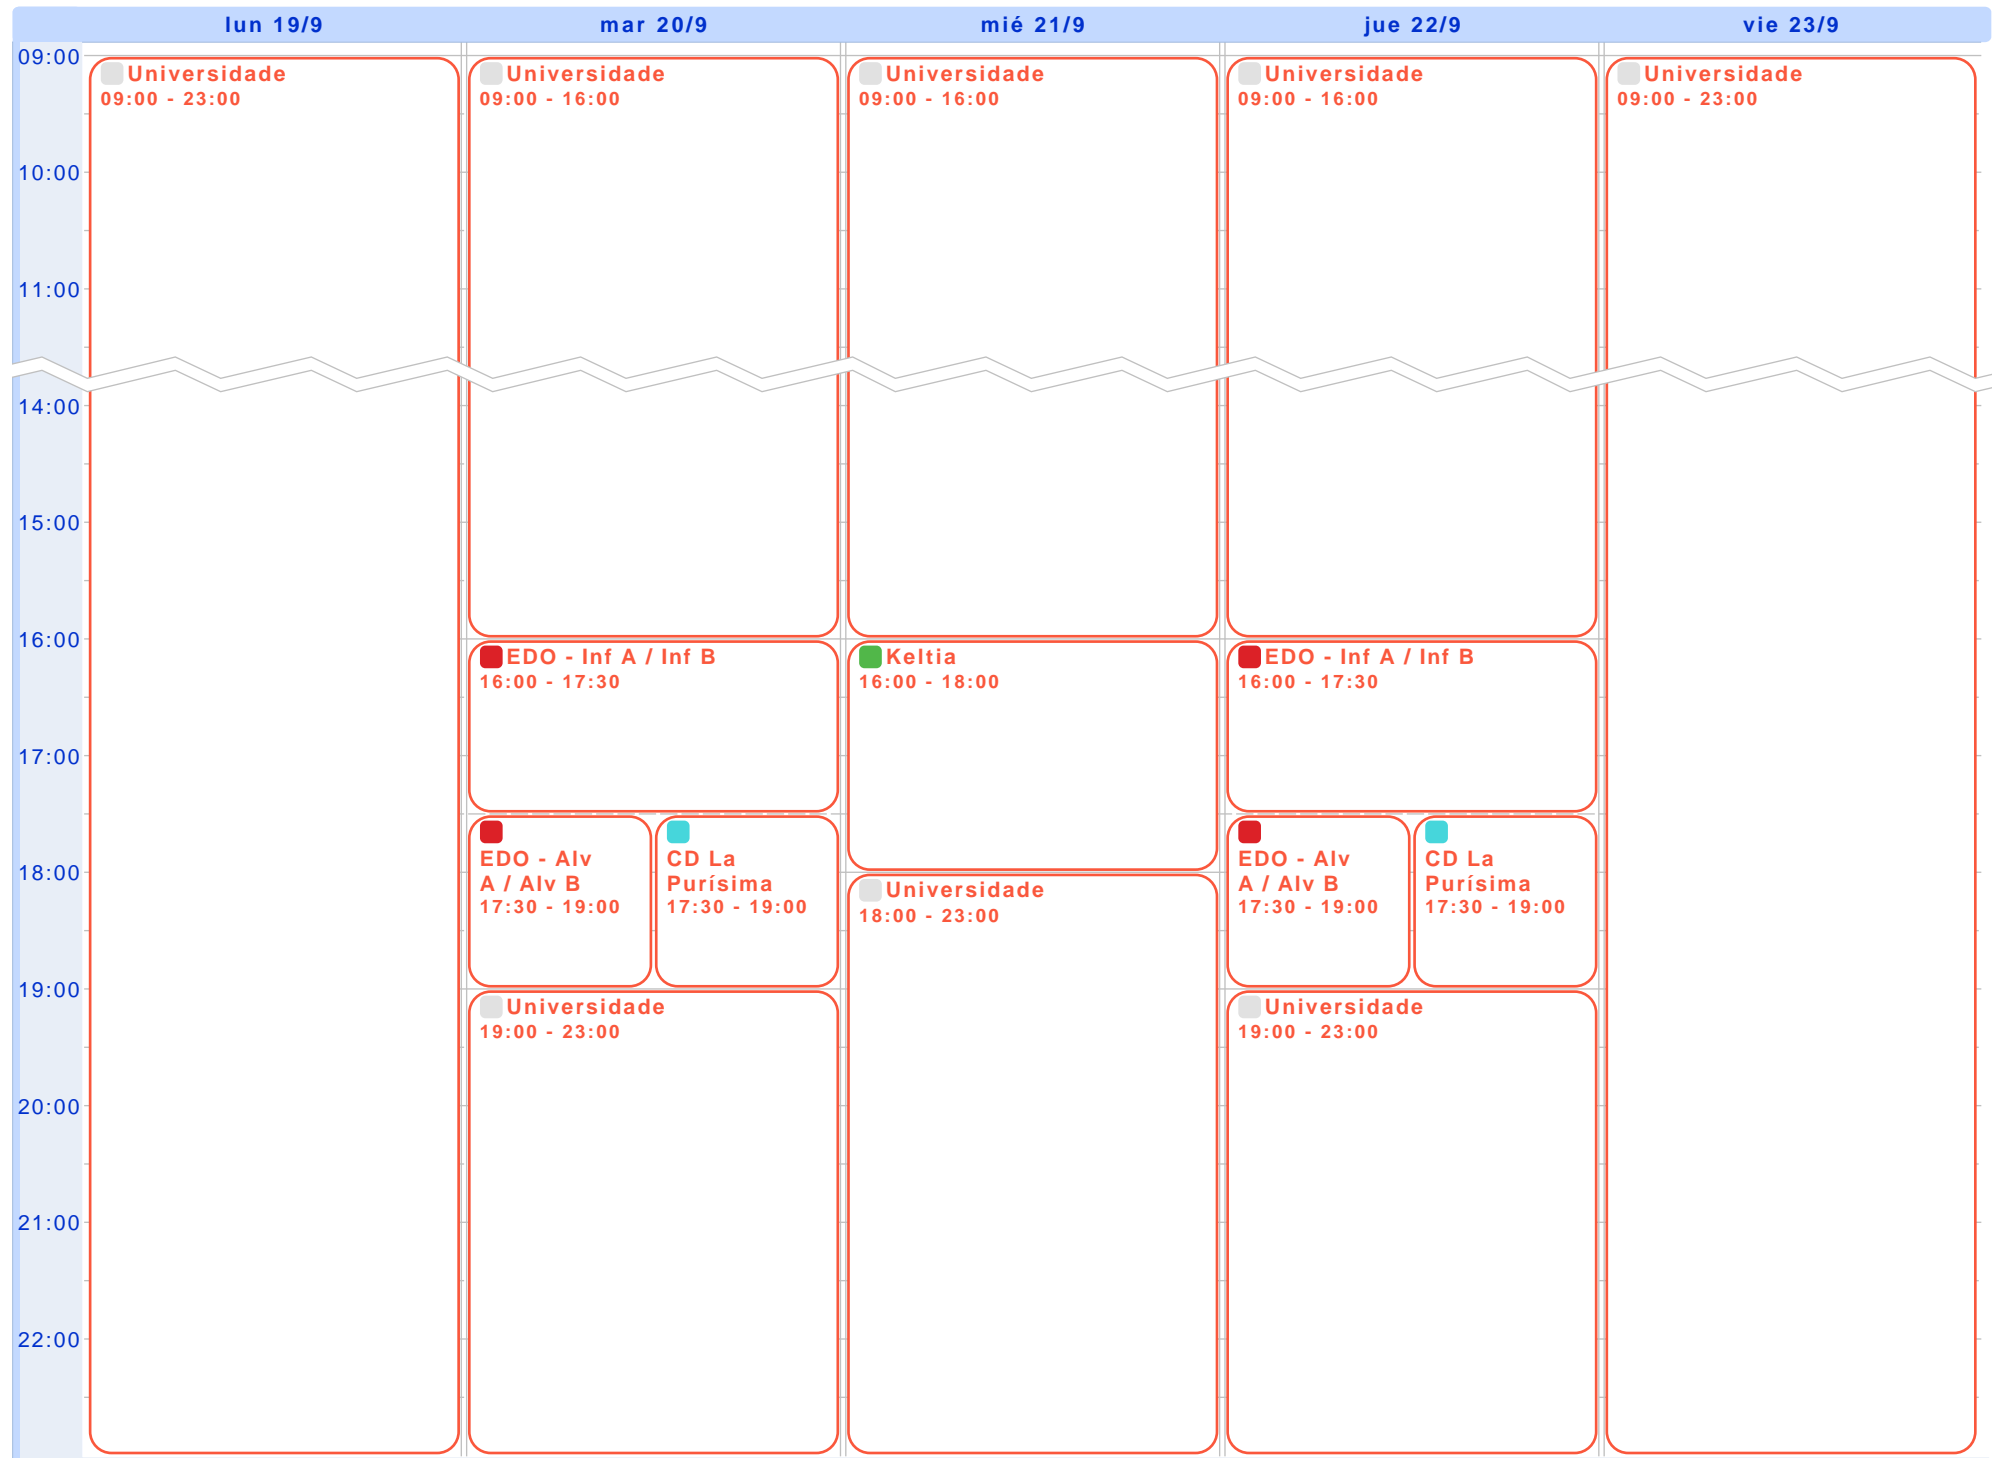 lun 19/9
mar 20/9
mié 21/9
jue 22/9
vie 23/9
09:00
10:00
11:00
14:00
15:00
16:00
17:00
18:00
19:00
20:00
21:00
22:00
Universidade
09:00 - 23:00
Universidade
09:00 - 16:00
EDO - Inf A / Inf B
16:00 - 17:30
EDO - Alv
A / Alv B
17:30 - 19:00
CD La
Purísima
17:30 - 19:00
Universidade
19:00 - 23:00
Universidade
09:00 - 16:00
Keltia
16:00 - 18:00
Universidade
18:00 - 23:00
Universidade
09:00 - 16:00
EDO - Inf A / Inf B
16:00 - 17:30
EDO - Alv
A / Alv B
17:30 - 19:00
CD La
Purísima
17:30 - 19:00
Universidade
19:00 - 23:00
Universidade
09:00 - 23:00